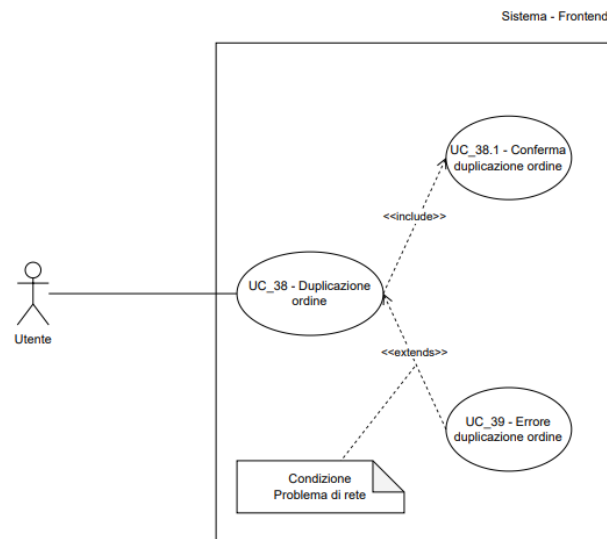 Sistema - Frontend
UC_38.1 - Conferma
duplicazione ordine
<<include>>
UC_38 - Duplicazione
ordine
Utente
<<extends>>
UC_39 - Errore
duplicazione ordine
Condizione
Problema di rete